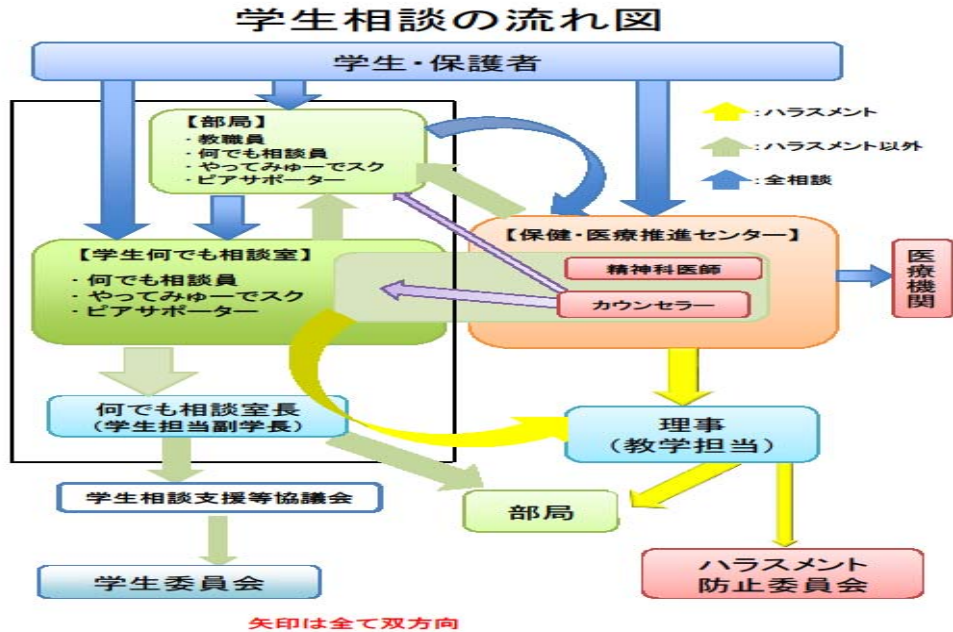 学生相談の流れ図
学生・保護者
【部局】
・教職員
・何でも相談員
・やってみゅーでスク
・ピアサポーター
:ハラスメント
:ハラスメント以外
:全相談
【学生何でも相談室】
・何でも相談員
・やってみゅーでスク
・ピアサポーター
【保健・医療推進センター】
精神科医師
カウンセラー
医療機関
何でも相談室長
(学生担当副学長)
理事
(教学担当)
学生相談支援等協議会
部局
学生委員会
ハラスメント
防止委員会
矢印は全て双方向